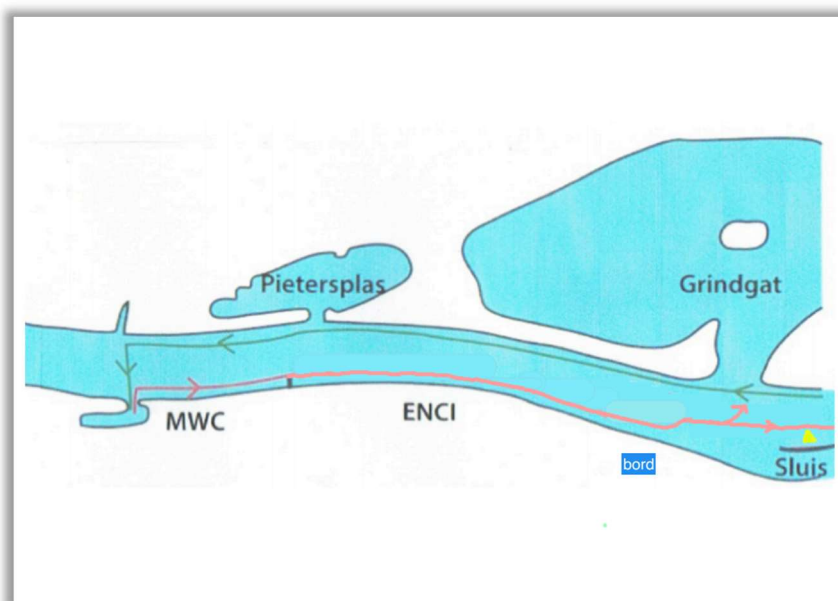 Pietersplas
Grindgat
MWC
ENCI
bord
Sluis